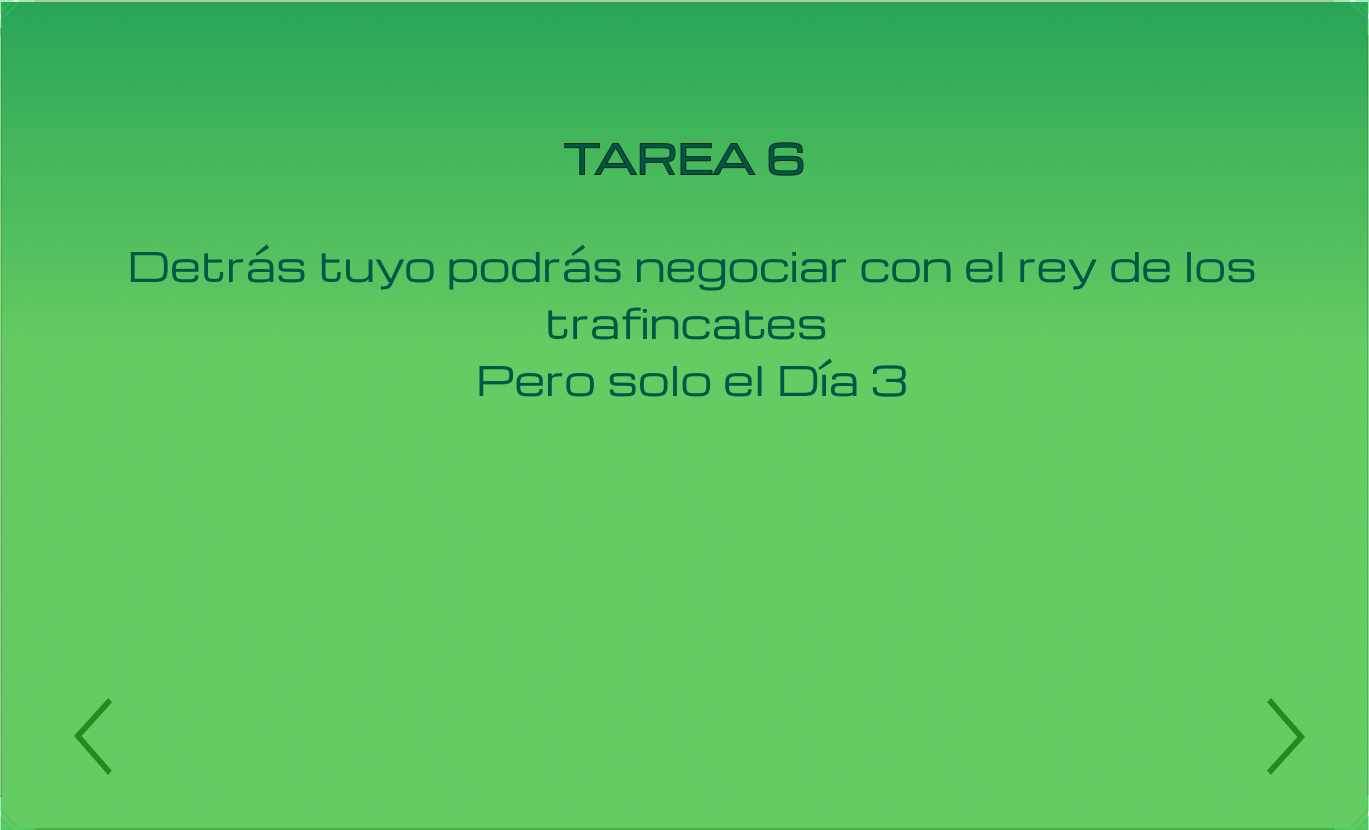 TAREA 6
Detrás tuyo podrás negociar con el rey de los
trafincates
Pero solo el Día 3